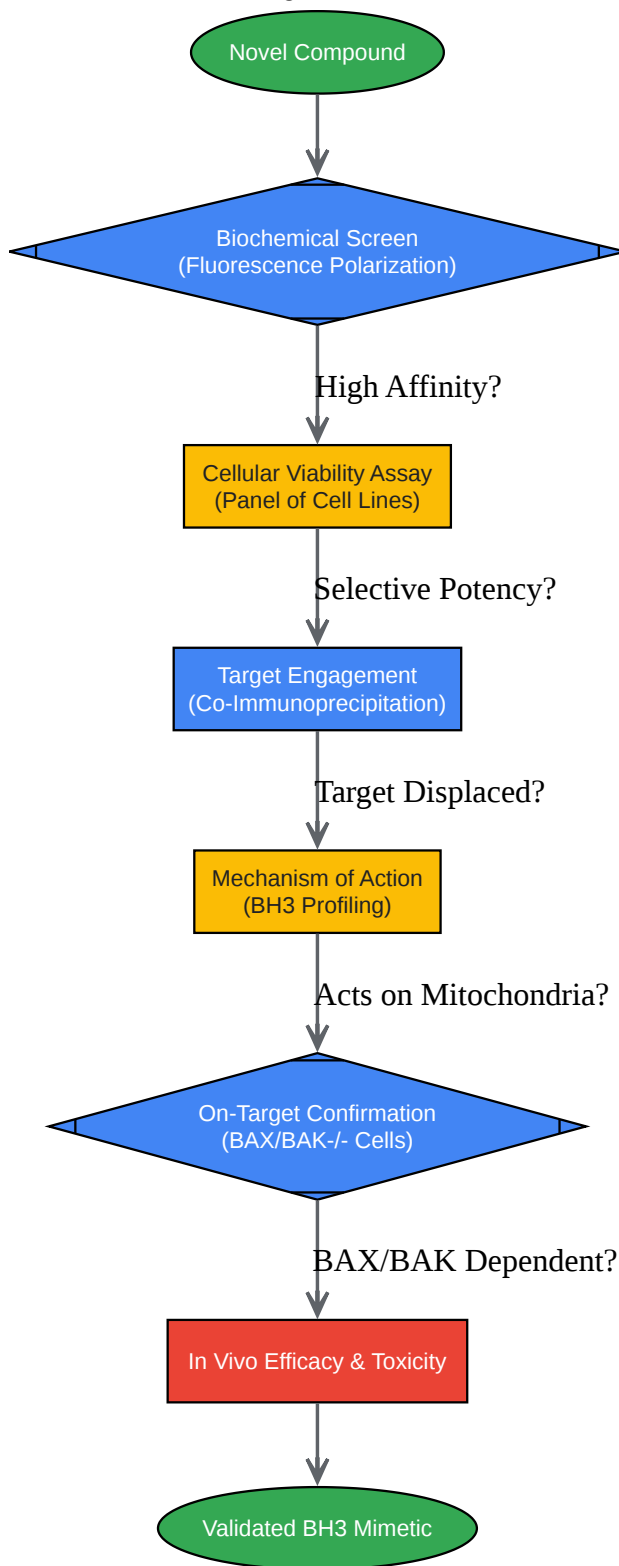 Novel Compound
Biochemical Screen
(Fluorescence Polarization)
High Affinity?
Cellular Viability Assay
(Panel of Cell Lines)
Selective Potency?
Target Engagement
(Co-Immunoprecipitation)
Target Displaced?
Mechanism of Action
(BH3 Profiling)
Acts on Mitochondria?
On-Target Confirmation
(BAX/BAK-/- Cells)
BAX/BAK Dependent?
In Vivo Efficacy & Toxicity
Validated BH3 Mimetic